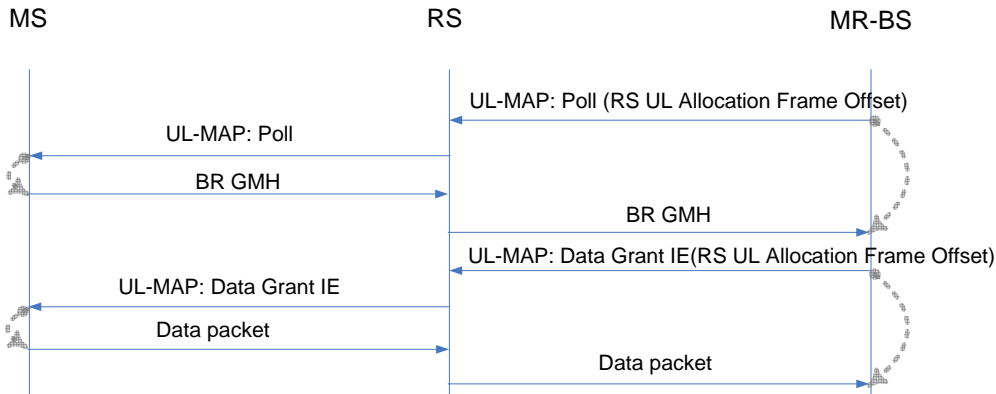 MS
RS
MR-BS
UL-MAP: Poll (RS UL Allocation Frame Offset)
UL-MAP: Poll
BR GMH
BR GMH
UL-MAP: Data Grant IE(RS UL Allocation Frame Offset)
UL-MAP: Data Grant IE
Data packet
Data packet